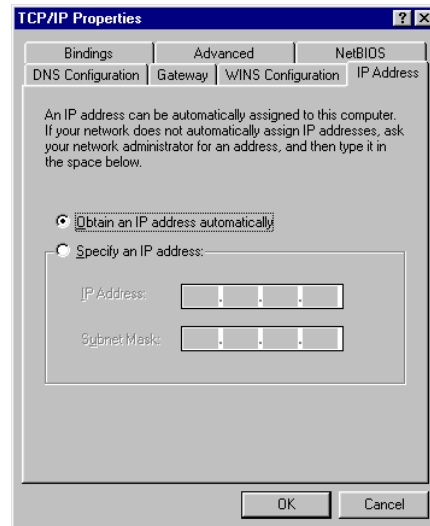 TCP/IP Properties
? X
Bindings Advanced NetBIOS
DNS Configuration Gateway WINS Configuration IP Address
An IP address can be automatically assigned to this computer.
If your network does not automatically assign IP addresses, ask
your network administrator for an address, and then type it in
the space below.
Obtain an IP address automatically
Specify an IP address:
IP Address:
. . .
Subnet Mask:
. . .
OK Cancel